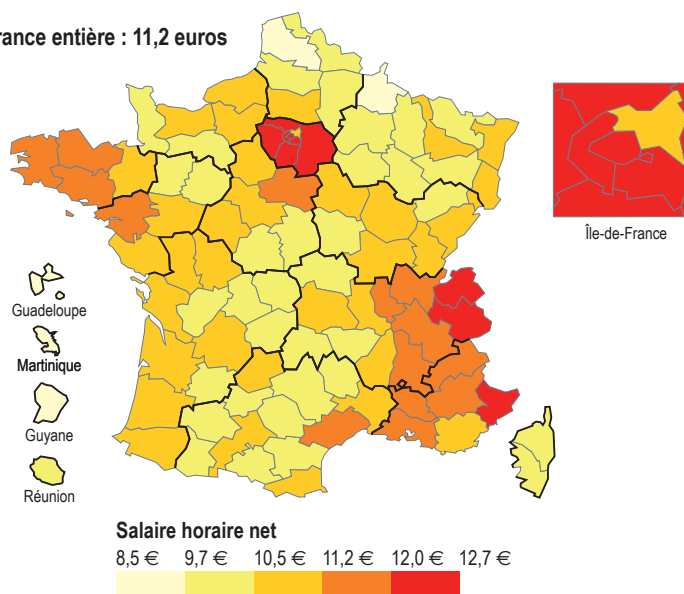 rance entière : 11,2 euros
Île-de-France
Guadeloupe
Martinique
Guyane
Réunion
Salaire horaire net
8,5 € 9,7 € 10,5 € 11,2 € 12,0 € 12,7 €